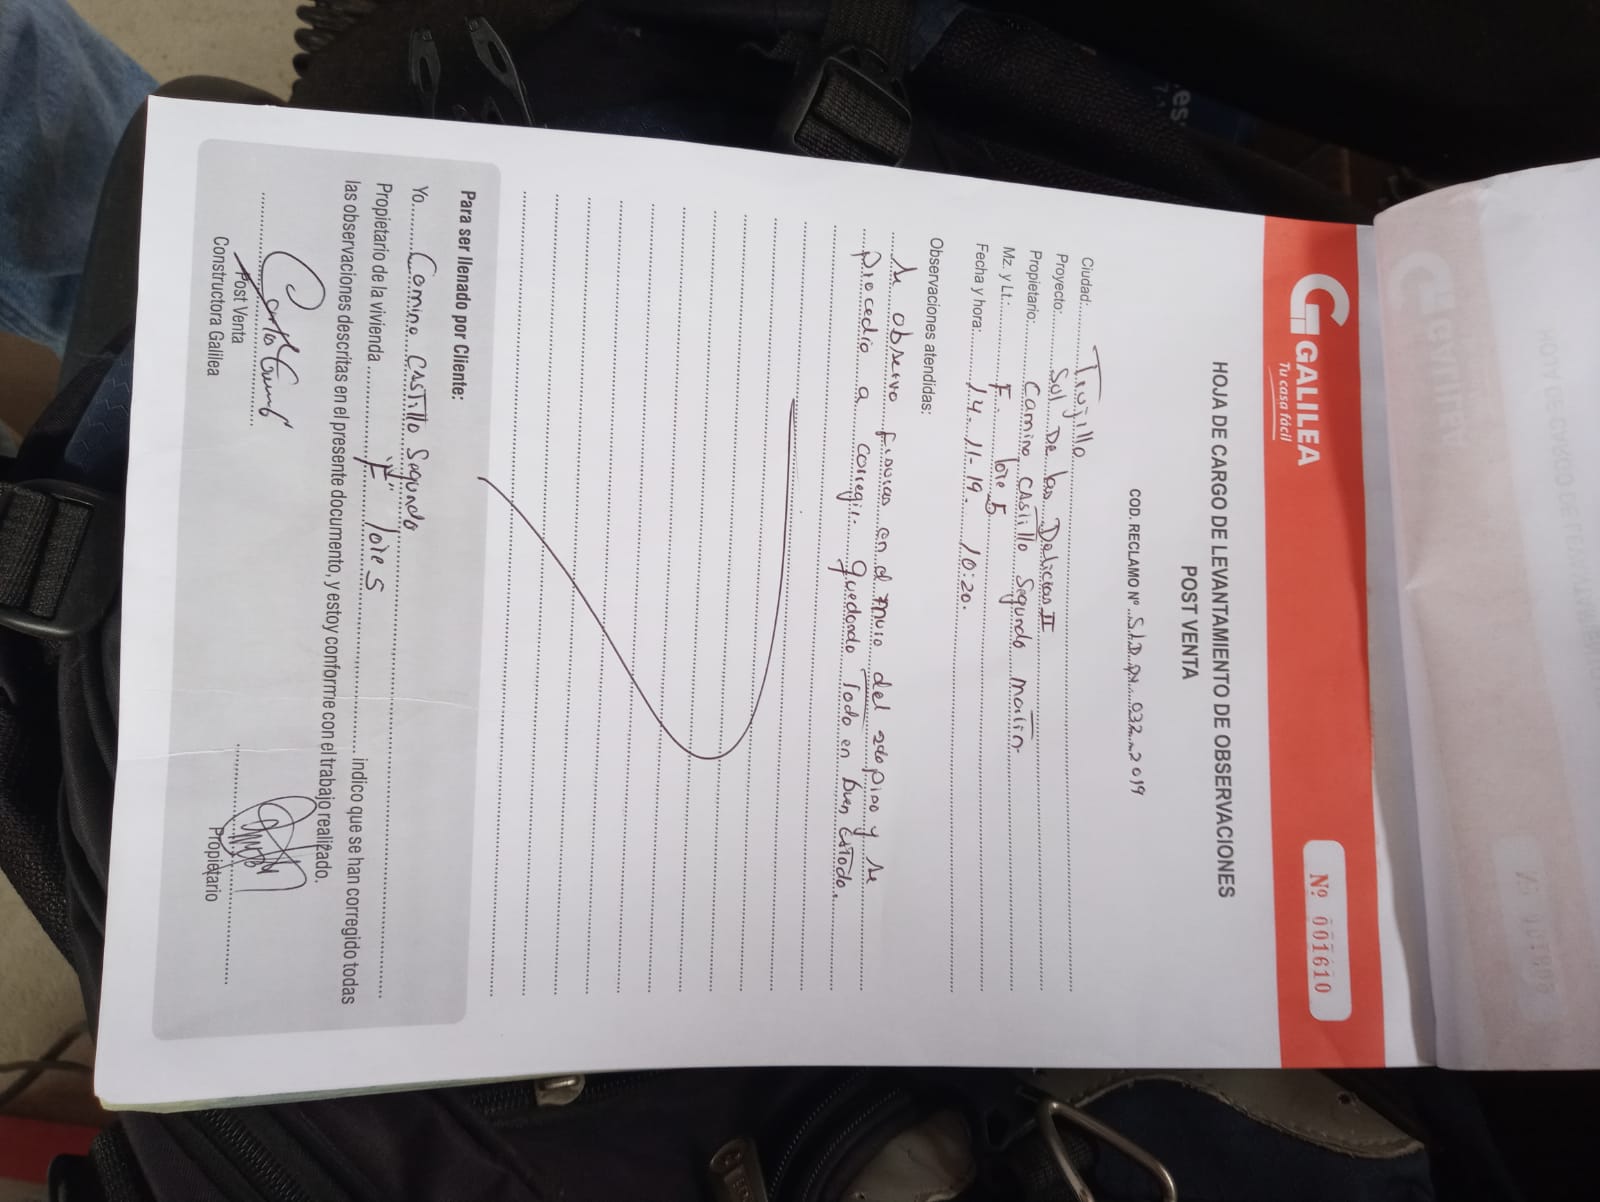 GALILEA
Tu casa fácil
Nº 001610
HOJA DE CARGO DE LEVANTAMIENTO DE OBSERVACIONES
POST VENTA
COD. RECLAMO Nº 032-2019
Ciudad: Trujillo
Proyecto: Sol De las Delicias II
Propietario: Camino CASTillo Segundo martin
Mz. y Lt.: F lote 5
Fecha y hora: 14-11-19 10:20.
Observaciones atendidas:
se observo fisuras en el muro del 2do piso y se
procedio a corregir quedando Todo en buen esTado.
Para ser llenado por Cliente:
Yo Camino CASTillo Segundo
Propietario de la vivienda "F" lote 5 indico que se han corregido todas
las observaciones descritas en el presente documento, y estoy conforme con el trabajo realizado.
Post Venta
Constructora Galilea
Propietario